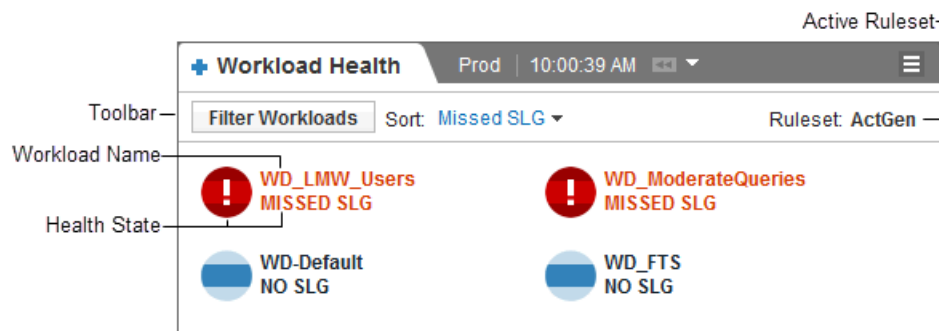 Active Ruleset
Workload Health Prod 10:00:39 AM
Toolbar Filter Workloads Sort: Missed SLG Ruleset: ActGen
Workload Name
WD_LMW_Users WD_ModerateQueries
MISSED SLG MISSED SLG
Health State
WD-Default WD_FTS
NO SLG NO SLG